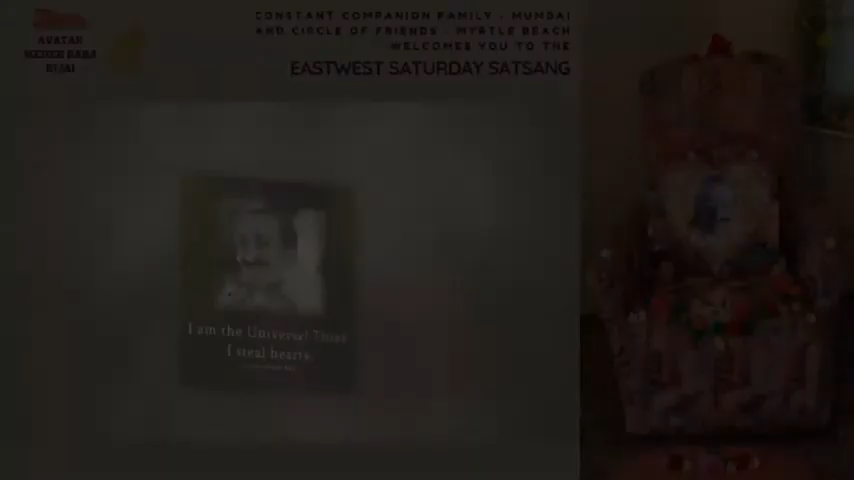 AVATAR
MEHER BABA
JAI
CONSTANT COMPANION FAMILY - MUMBAI
AND CIRCLE OF FRIENDS - MYRTLE BEACH
WELCOMES YOU TO THE
EASTWEST SATURDAY SATSANG
I am the Universal Thief
I steal hearts.